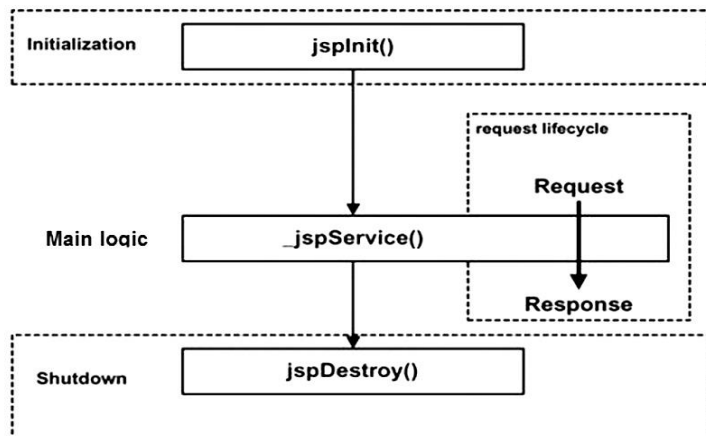 Initialization
jspInit()
request lifecycle
Request
Main logic
_jspService()
Response
Shutdown
jspDestroy()